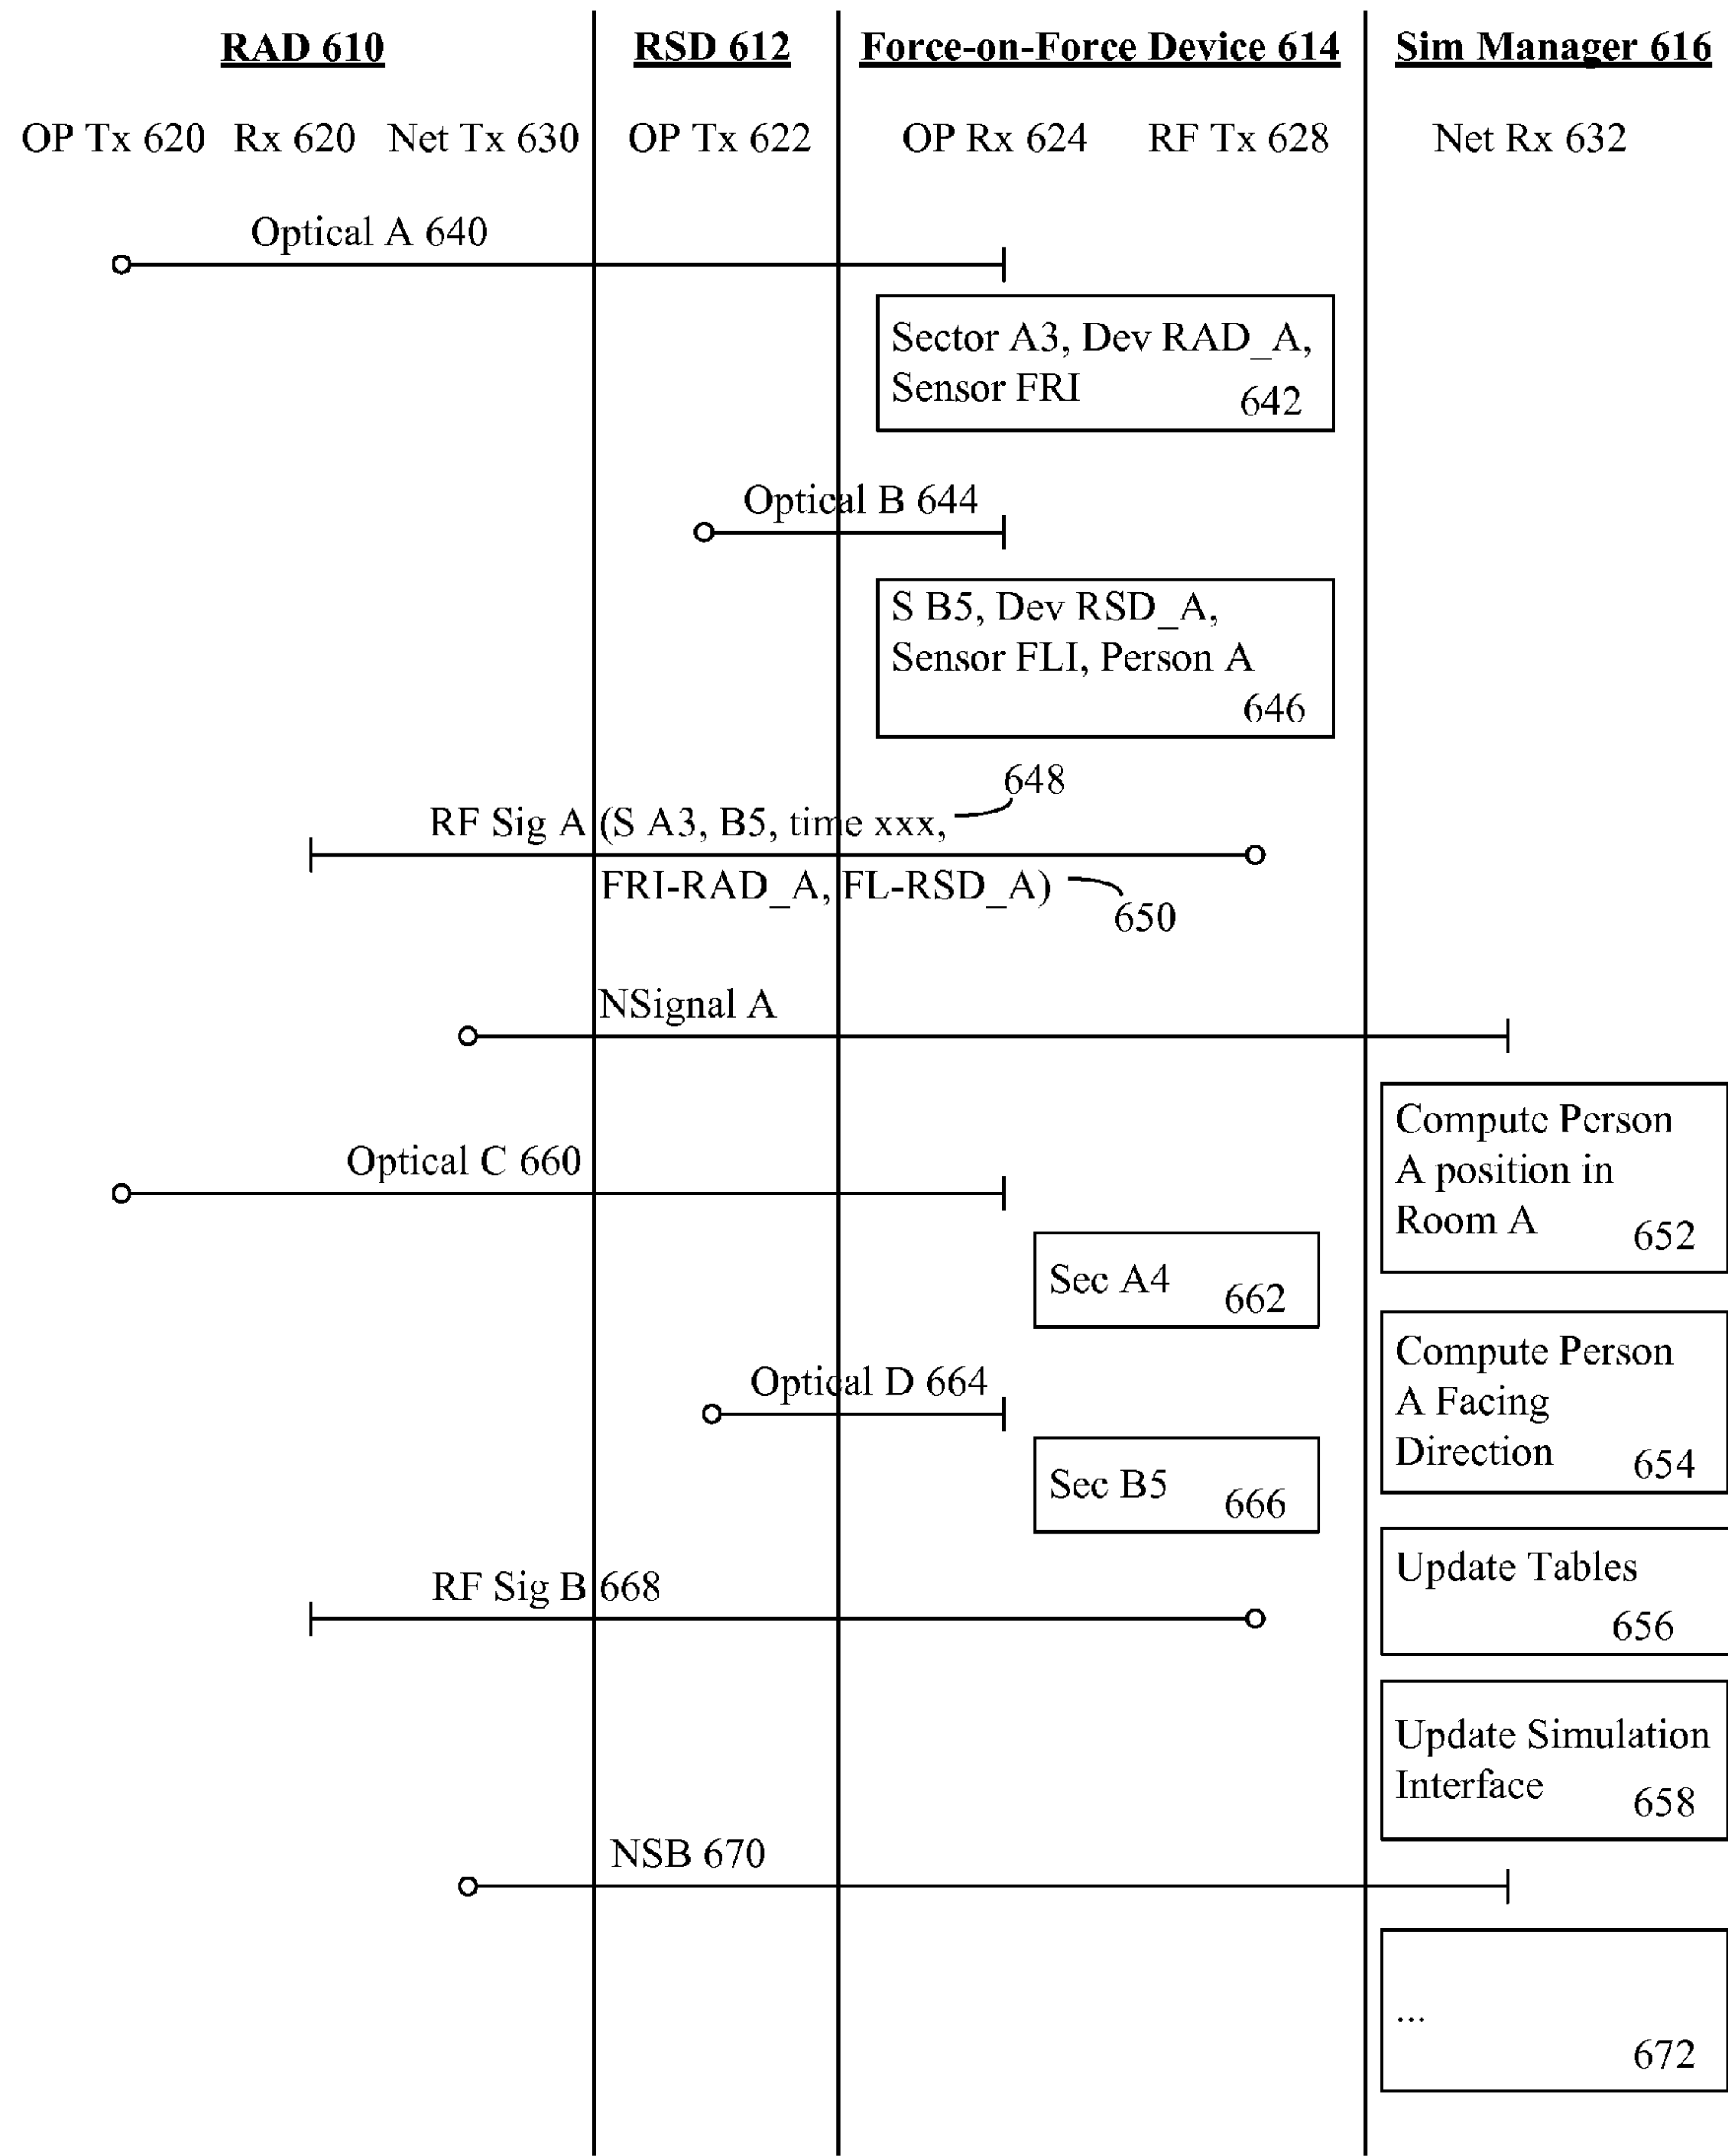 RAD 610 RSD 612 Force-on-Force Device 614 Sim Manager 616
OP Tx 620 Rx 620 Net Tx 630 OP Tx 622 OP Rx 624 RF Tx 628 Net Rx 632
Optical A 640
Sector A3, Dev RAD_A,
Sensor FRI 642
Optical B 644
S B5, Dev RSD_A,
Sensor FLI, Person A
646
648
RF Sig A (S A3, B5, time xxx,
FRI-RAD_A, FL-RSD_A)
650
NSignal A
Compute Person
A position in
Room A 652
Optical C 660
Sec A4 662
Compute Person
A Facing
Direction 654
Optical D 664
Sec B5 666
Update Tables
656
RF Sig B 668
Update Simulation
Interface 658
NSB 670
...
672